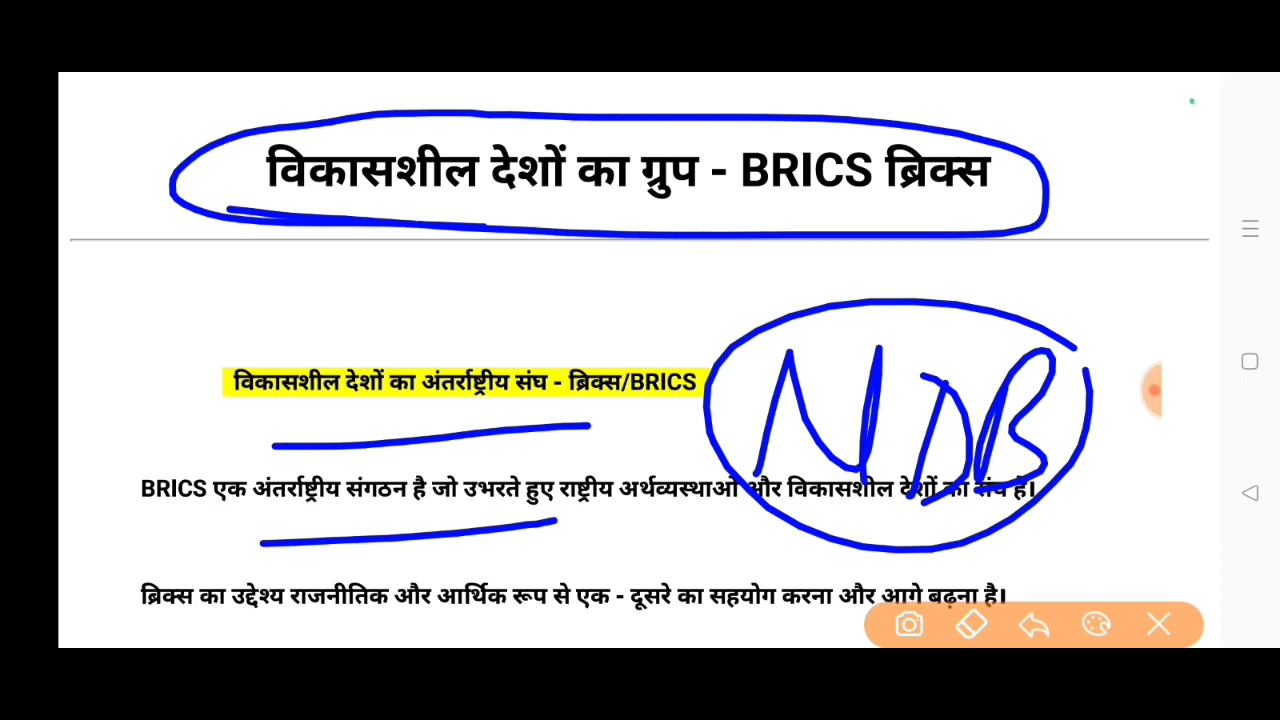 विकासशील देशों का ग्रुप - BRICS ब्रिक्स
विकासशील देशों का अंतर्राष्ट्रीय संघ - ब्रिक्स/BRICS
NDB
BRICS एक अंतर्राष्ट्रीय संगठन है जो उभरते हुए राष्ट्रीय अर्थव्यस्थाओं और विकासशील देशों का संघ है।
ब्रिक्स का उद्देश्य राजनीतिक और आर्थिक रूप से एक - दूसरे का सहयोग करना और आगे बढ़ना है।